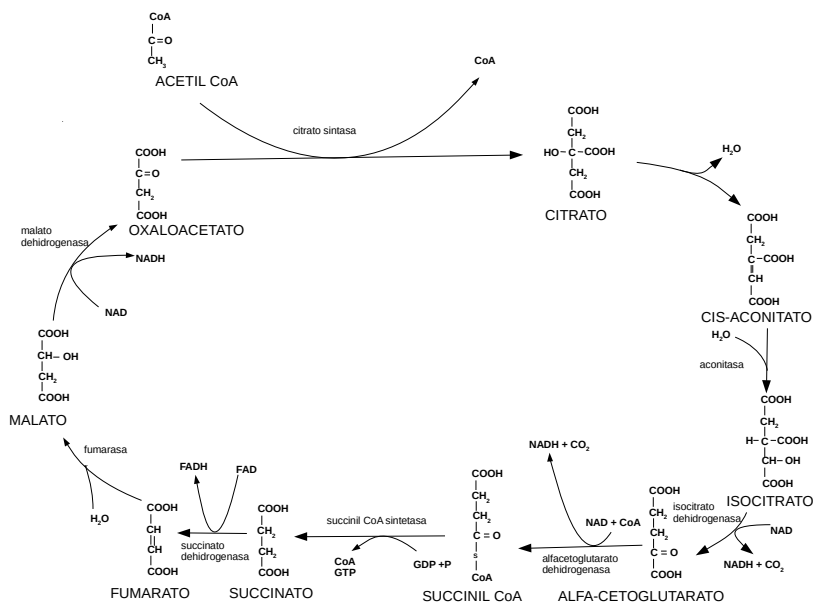 CoA
C=O
CH3
ACETIL CoA
CoA
citrato sintasa
COOH
C=O
CH2
COOH
OXALOACETATO
COOH
CH2
HO-C-COOH
CH2
COOH
CITRATO
H2O
COOH
CH2
C-COOH
CH
COOH
CIS-ACONITATO
H2O
aconitasa
COOH
CH2
H-C-COOH
CH-OH
COOH
ISOCITRATO
isocitrato
dehidrogenasa
NAD
NADH + CO2
COOH
CH2
CH2
C=O
COOH
ALFA-CETOGLUTARATO
NADH + CO2
NAD + CoA
alfacetoglutarato
dehidrogenasa
COOH
CH2
CH2
C=O
S
CoA
SUCCINIL CoA
succinil CoA sintetasa
CoA
GTP
GDP +P
COOH
CH2
CH2
COOH
SUCCINATO
FADH
FAD
succinato
dehidrogenasa
COOH
CH
CH
COOH
FUMARATO
fumarasa
H2O
COOH
CH-OH
CH2
COOH
MALATO
malato
dehidrogenasa
NADH
NAD